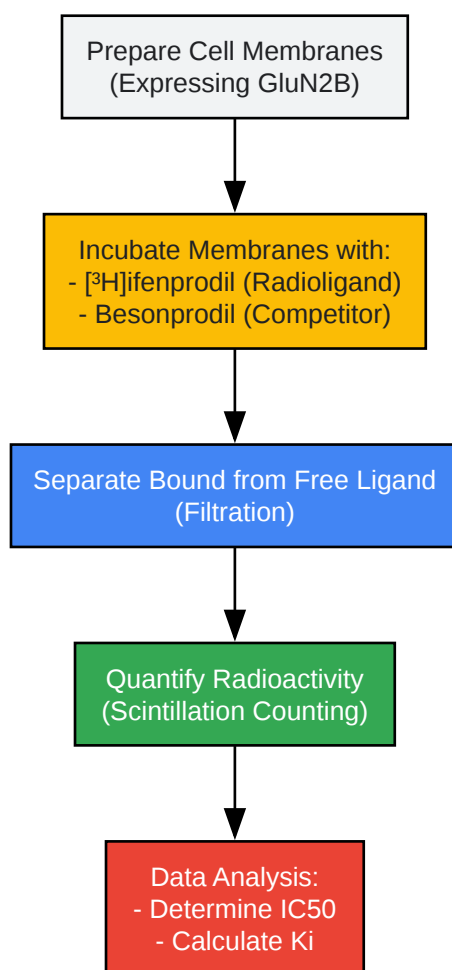 Prepare Cell Membranes
(Expressing GluN2B)
Incubate Membranes with:
- [³H]ifenprodil (Radioligand)
- Besonprodil (Competitor)
Separate Bound from Free Ligand
(Filtration)
Quantify Radioactivity
(Scintillation Counting)
Data Analysis:
- Determine IC50
- Calculate Ki